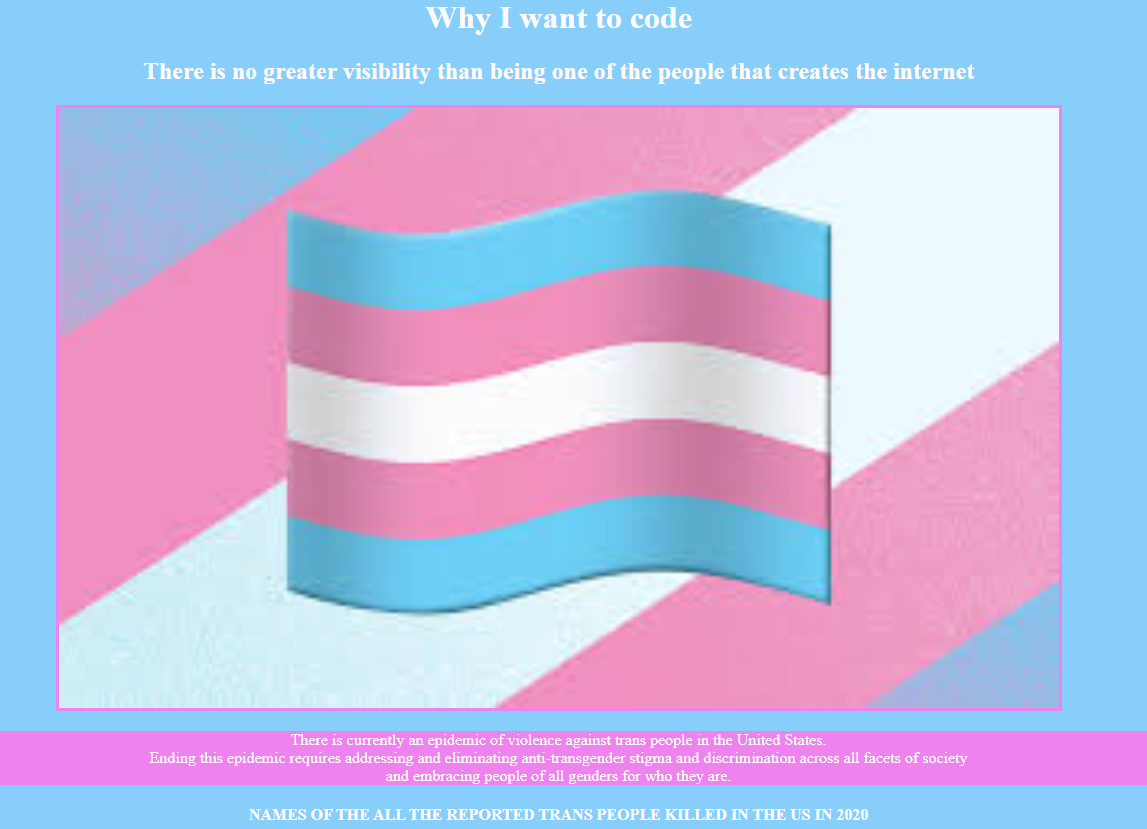 Why I want to code
There is no greater visibility than being one of the people that creates the internet
There is currently an epidemic of violence against trans people in the United States.
Ending this epidemic requires addressing and eliminating anti-transgender stigma and discrimination across all facets of society
and embracing people of all genders for who they are.
NAMES OF THE ALL THE REPORTED TRANS PEOPLE KILLED IN THE US IN 2020